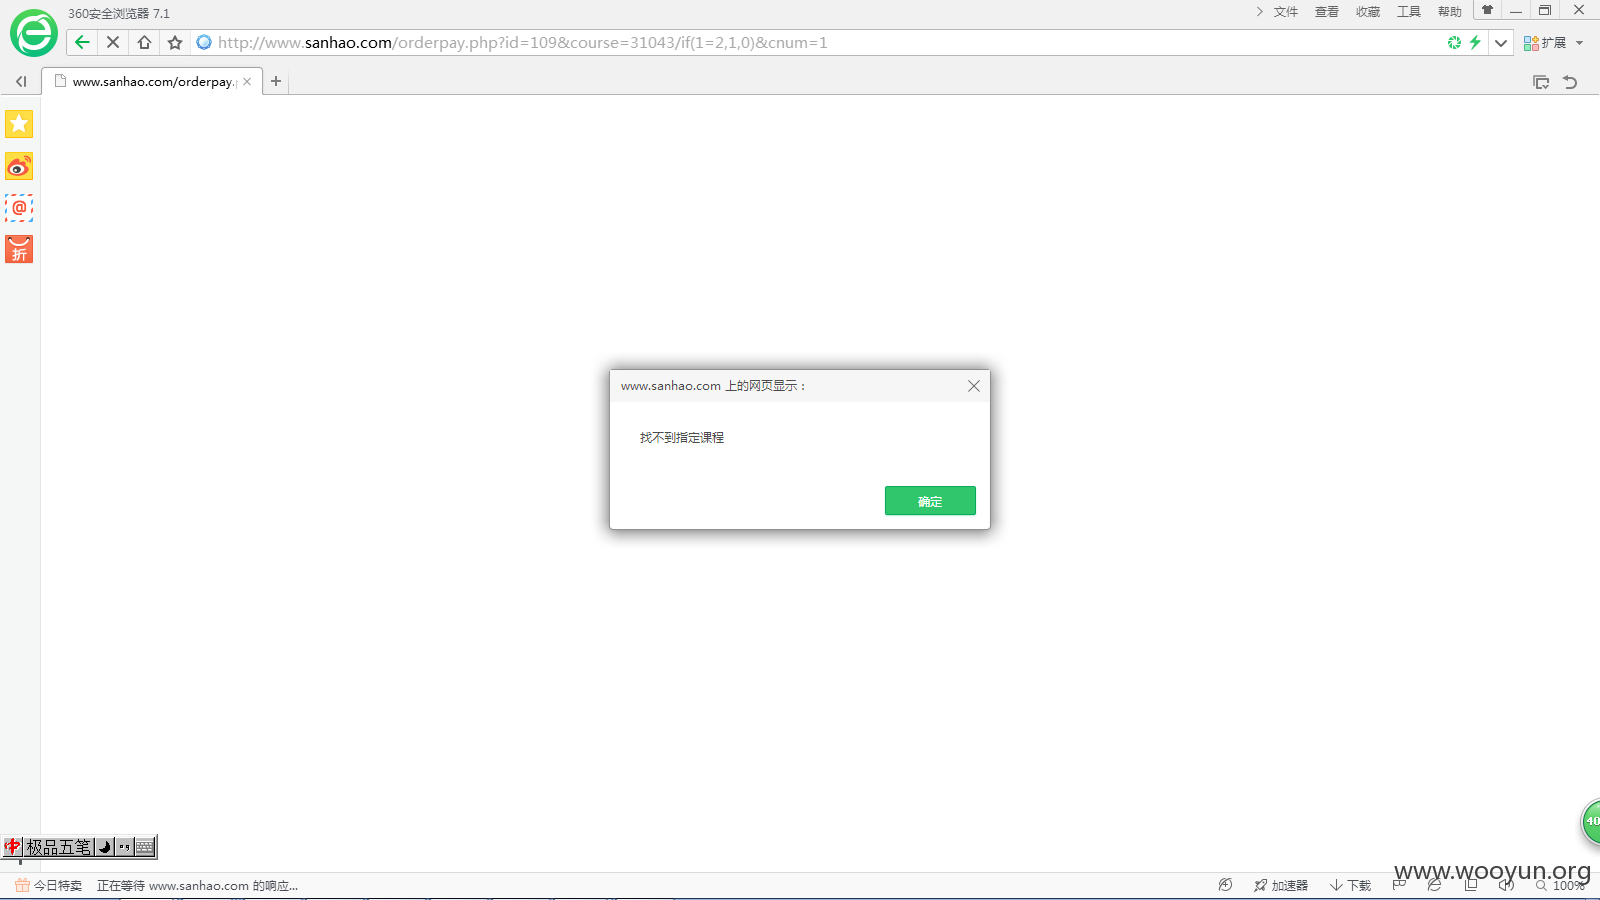 360安全浏览器 7.1
文件 查看 收藏 工具 帮助
http://www.sanhao.com/orderpay.php?id=109&course=31043/if(1=2,1,0)&cnum=1
扩展
www.sanhao.com/orderpay.
@
折
www.sanhao.com 上的网页显示：
找不到指定课程
确定
40
中 极品五笔
www.wooyun.org
今日特卖 正在等待 www.sanhao.com 的响应...
加速器 下载 100%